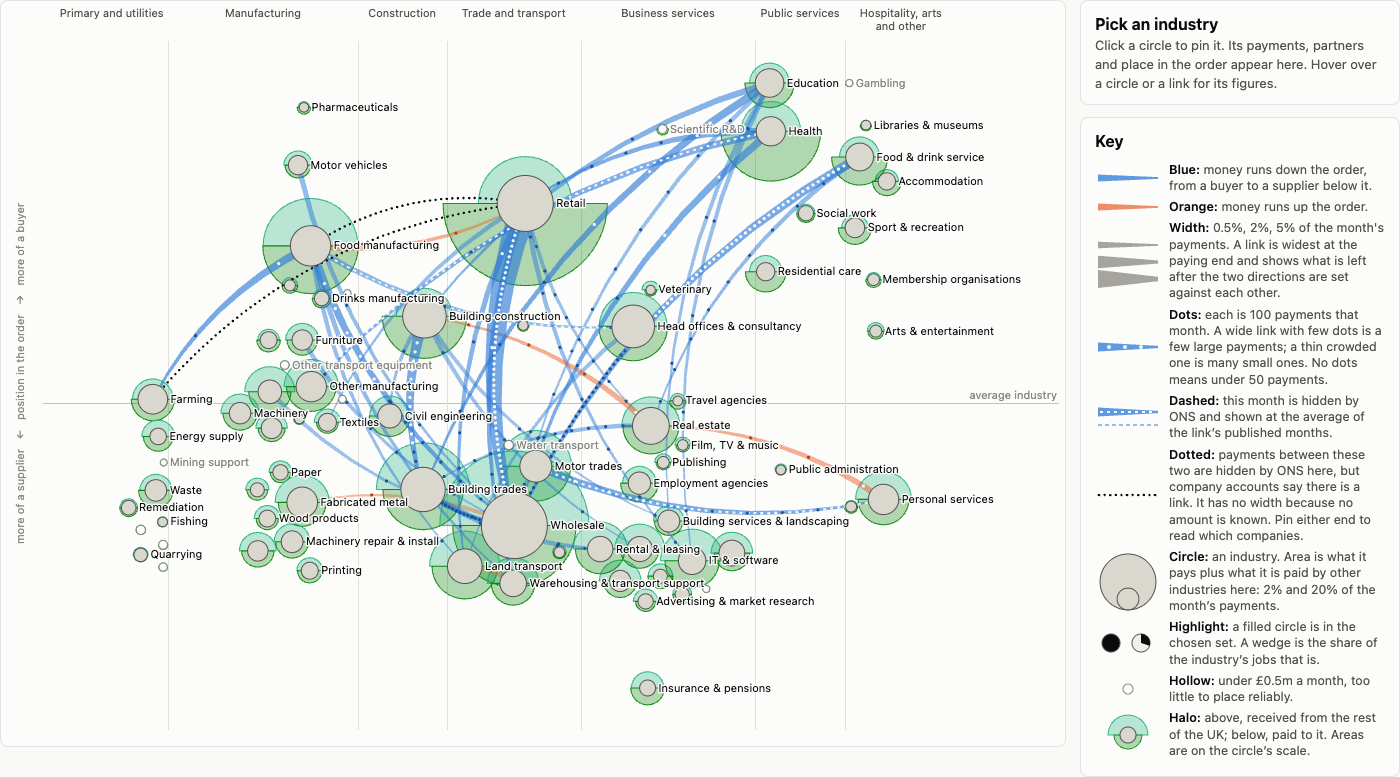 Primary and utilities
Manufacturing
Construction
Trade and transport
Business services
Public services
Hospitality, arts
and other
more of a supplier ← position in the order → more of a buyer
Pharmaceuticals
Motor vehicles
Food manufacturing
Drinks manufacturing
Furniture
Other transport equipment
Other manufacturing
Farming
Machinery
Textiles
Energy supply
Mining support
Paper
Waste
Fabricated metal
Remediation
Fishing
Wood products
Quarrying
Machinery repair & install
Printing
Building construction
Civil engineering
Building trades
Retail
Water transport
Motor trades
Wholesale
Land transport
Warehousing & transport support
Scientific R&D
Veterinary
Head offices & consultancy
Travel agencies
Real estate
Film, TV & music
Publishing
Employment agencies
Building services & landscaping
Rental & leasing
IT & software
Advertising & market research
Insurance & pensions
Education
Health
Social work
Residential care
Public administration
Gambling
Libraries & museums
Food & drink service
Accommodation
Sport & recreation
Membership organisations
Arts & entertainment
average industry
Personal services
Pick an industry
Click a circle to pin it. Its payments, partners
and place in the order appear here. Hover over
a circle or a link for its figures.
Key
Blue: money runs down the order,
from a buyer to a supplier below it.
Orange: money runs up the order.
Width: 0.5%, 2%, 5% of the month's
payments. A link is widest at the
paying end and shows what is left
after the two directions are set
against each other.
Dots: each is 100 payments that
month. A wide link with few dots is a
few large payments; a thin crowded
one is many small ones. No dots
means under 50 payments.
Dashed: this month is hidden by
ONS and shown at the average of
the link's published months.
Dotted: payments between these
two are hidden by ONS here, but
company accounts say there is a
link. It has no width because no
amount is known. Pin either end to
read which companies.
Circle: an industry. Area is what it
pays plus what it is paid by other
industries here: 2% and 20% of the
month's payments.
Highlight: a filled circle is in the
chosen set. A wedge is the share of
the industry's jobs that is.
Hollow: under £0.5m a month, too
little to place reliably.
Halo: above, received from the rest
of the UK; below, paid to it. Areas
are on the circle's scale.